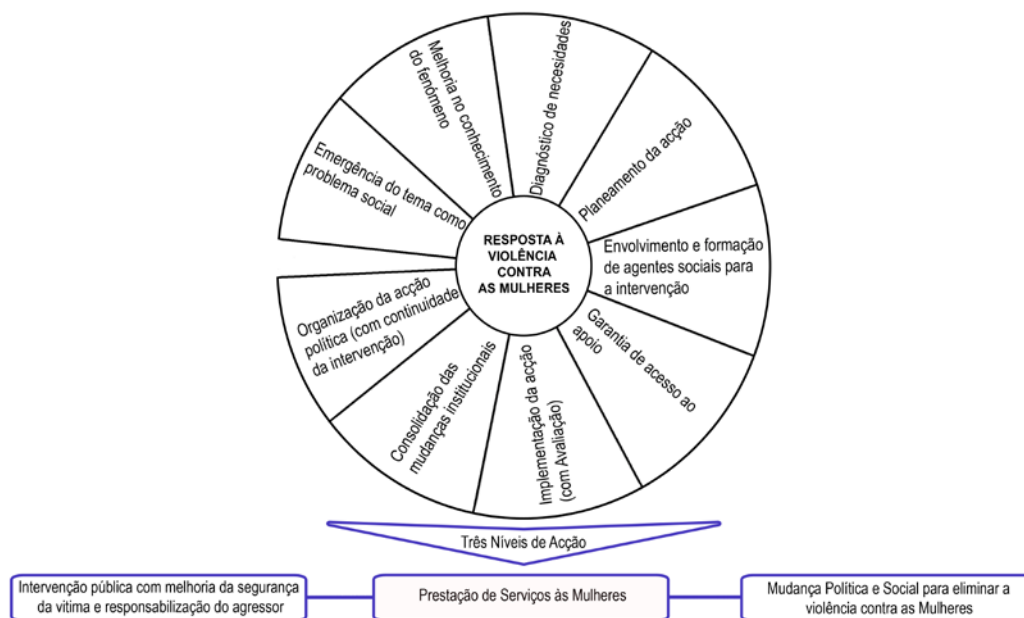 Emergência do tema como
problema social
Melhoria no conhecimento
do fenómeno
Diagnóstico de necessidades
Planeamento da acção
Envolvimento e formação
de agentes sociais para
a intervenção
Garantia de acesso ao
apoio
Implementação da acção
(com Avaliação)
Consolidação das
mudanças institucionais
Organização da acção
política (com continuidade
da intervenção)
RESPOSTA À
VIOLÊNCIA
CONTRA
AS MULHERES
Três Níveis de Acção
Intervenção pública com melhoria da segurança
da vitima e responsabilização do agressor
Prestação de Serviços às Mulheres
Mudança Política e Social para eliminar a
violência contra as Mulheres